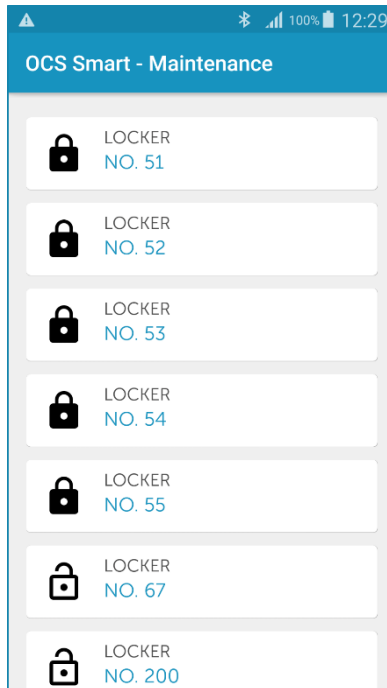 100% 12:29
OCS Smart - Maintenance
LOCKER
NO. 51
LOCKER
NO. 52
LOCKER
NO. 53
LOCKER
NO. 54
LOCKER
NO. 55
LOCKER
NO. 67
LOCKER
NO. 200